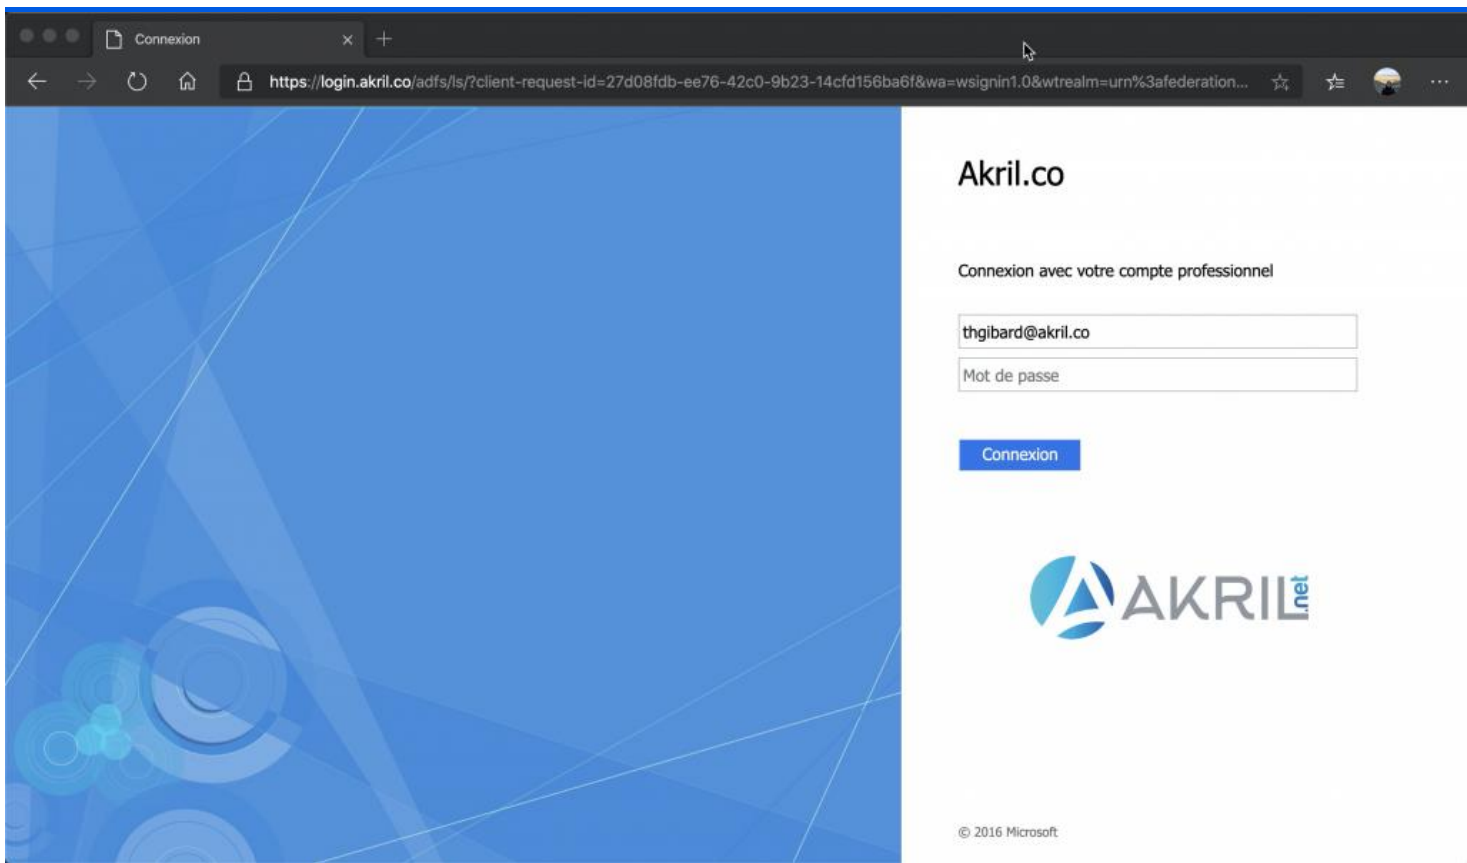 Connexion
https://login.akril.co/adfs/ls/?client-request-id=27d08fdb-ee76-42c0-9b23-14cfd156ba6f&wa=wsignin1.0&wtrealm=urn%3afederation...
Akril.co
Connexion avec votre compte professionnel
thgibard@akril.co
Mot de passe
Connexion
AKRIL.net
© 2016 Microsoft